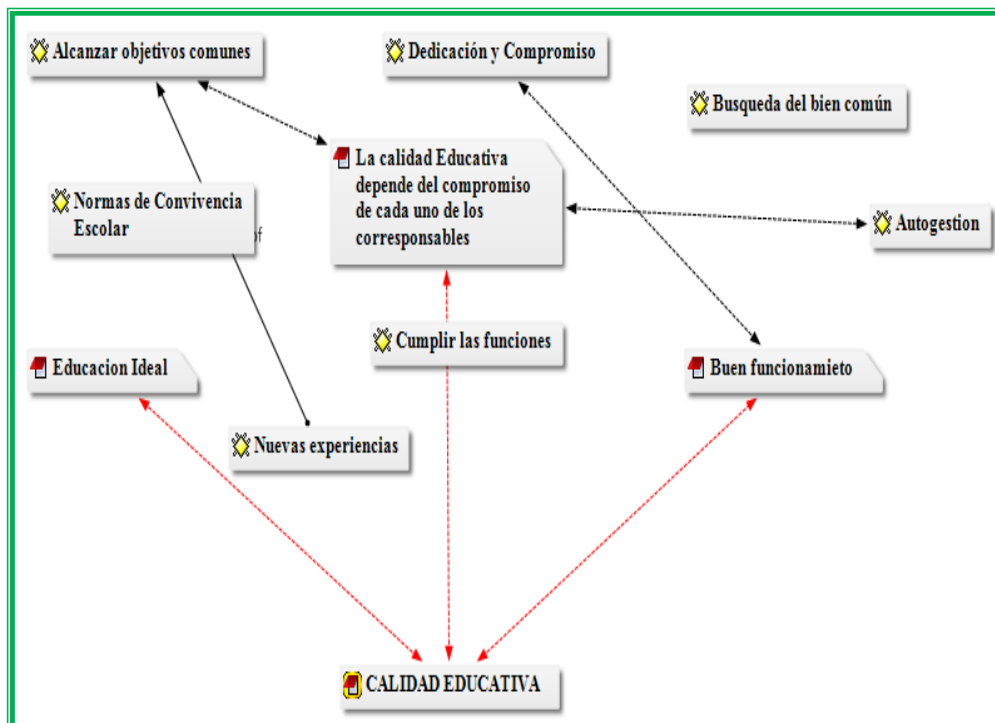 Alcanzar objetivos comunes
Dedicación y Compromiso
Busqueda del bien común
La calidad Educativa
depende del compromiso
de cada uno de los
corresponsables
Normas de Convivencia
Escolar
of
Autogestion
Cumplir las funciones
Educacion Ideal
Buen funcionamieto
Nuevas experiencias
CALIDAD EDUCATIVA